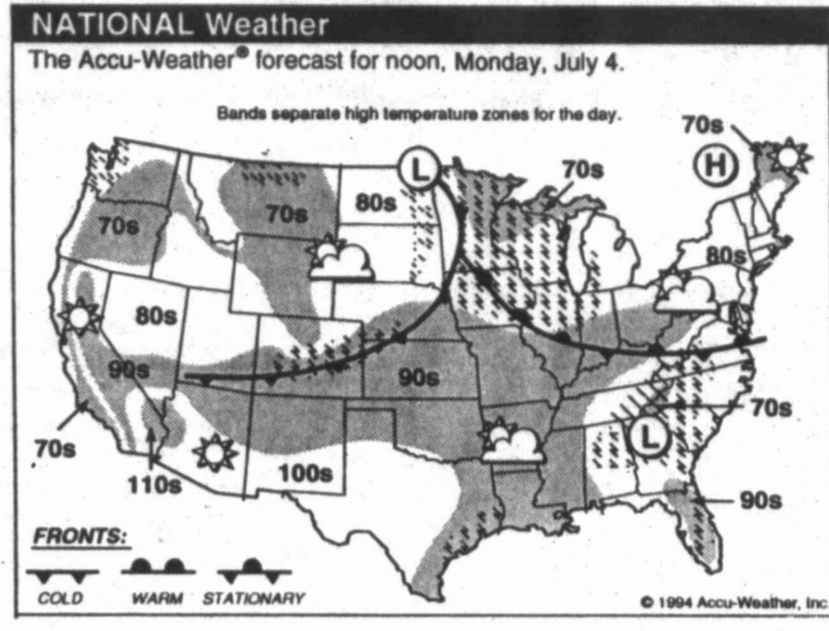 NATIONAL Weather
The Accu-Weather® forecast for noon, Monday, July 4.
Bands separate high temperature zones for the day.
70s
H
L
70s
80s
70s
70s
80s
80s
90s
90s
70s
L
70s
110s
100s
90s
FRONTS:
COLD WARM STATIONARY
© 1994 Accu-Weather, Inc